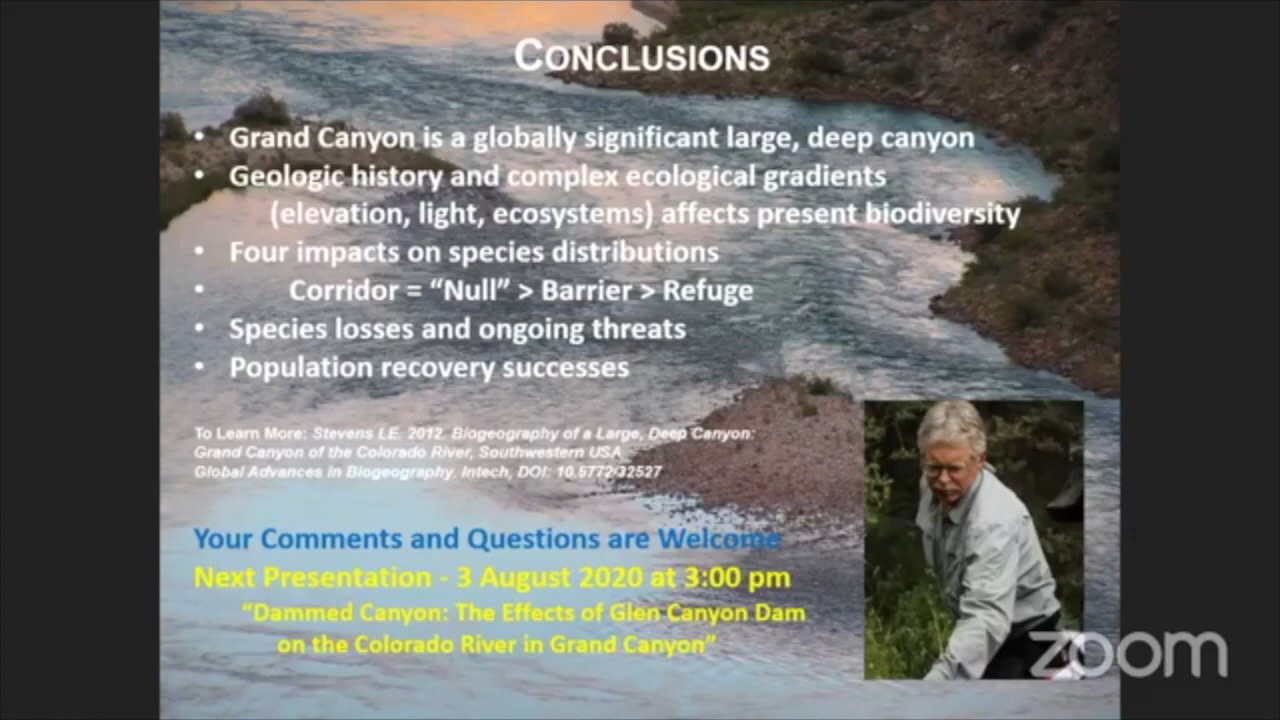 CONCLUSIONS
• Grand Canyon is a globally significant large, deep canyon
• Geologic history and complex ecological gradients
(elevation, light, ecosystems) affects present biodiversity
• Four impacts on species distributions
• Corridor = “Null” > Barrier > Refuge
• Species losses and ongoing threats
• Population recovery successes
To Learn More: Stevens LE. 2012. Biogeography of a Large, Deep Canyon:
Grand Canyon of the Colorado River, Southwestern USA
Global Advances in Biogeography. Intech, DOI: 10.5772/32527
Your Comments and Questions are Welcome
Next Presentation - 3 August 2020 at 3:00 pm
“Dammed Canyon: The Effects of Glen Canyon Dam
on the Colorado River in Grand Canyon”
zoom